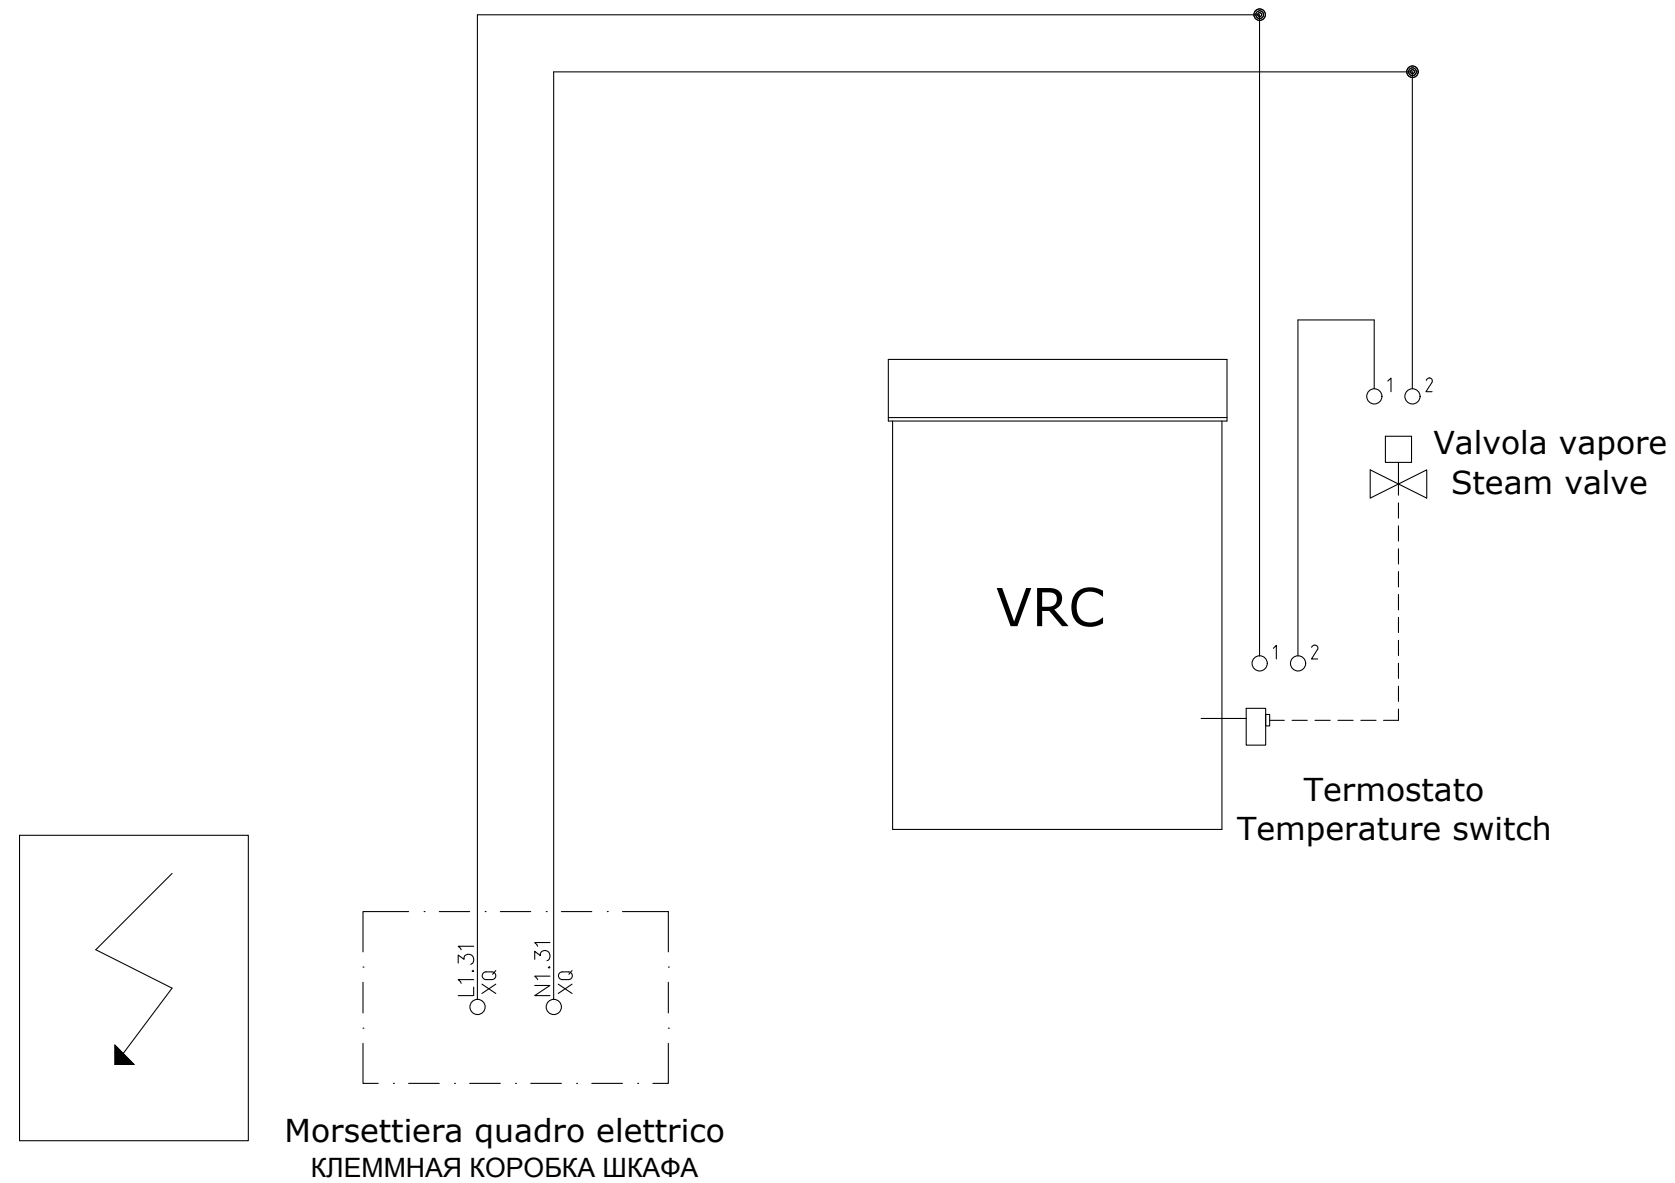 1 2
Valvola vapore
Steam valve
VRC
1 2
Termostato
Temperature switch
L1.31
XQ
N1.31
XQ
Morsettiera quadro elettrico
КЛЕММНАЯ КОРОБКА ШКАФА